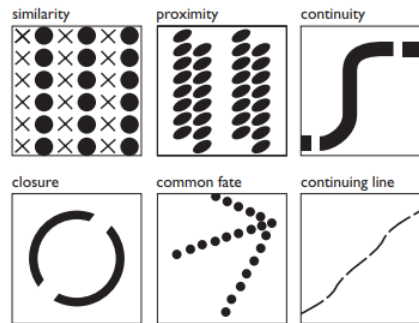 similarity
proximity
continuity
closure
common fate
continuing line